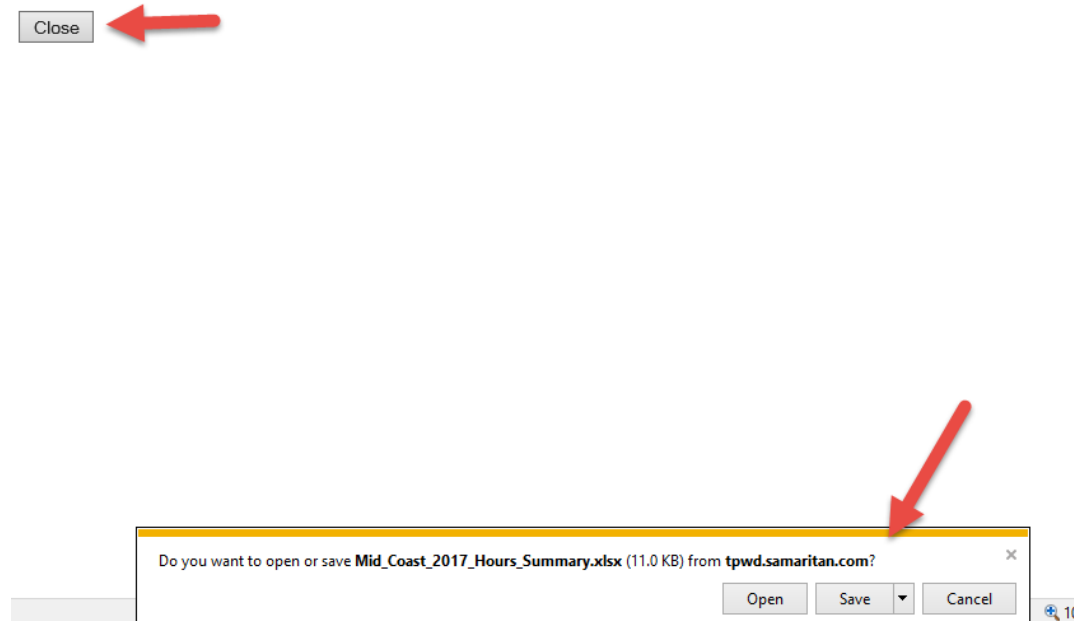 Close
Do you want to open or save Mid_Coast_2017_Hours_Summary.xlsx (11.0 KB) from tpwd.samaritan.com?
Open Save Cancel